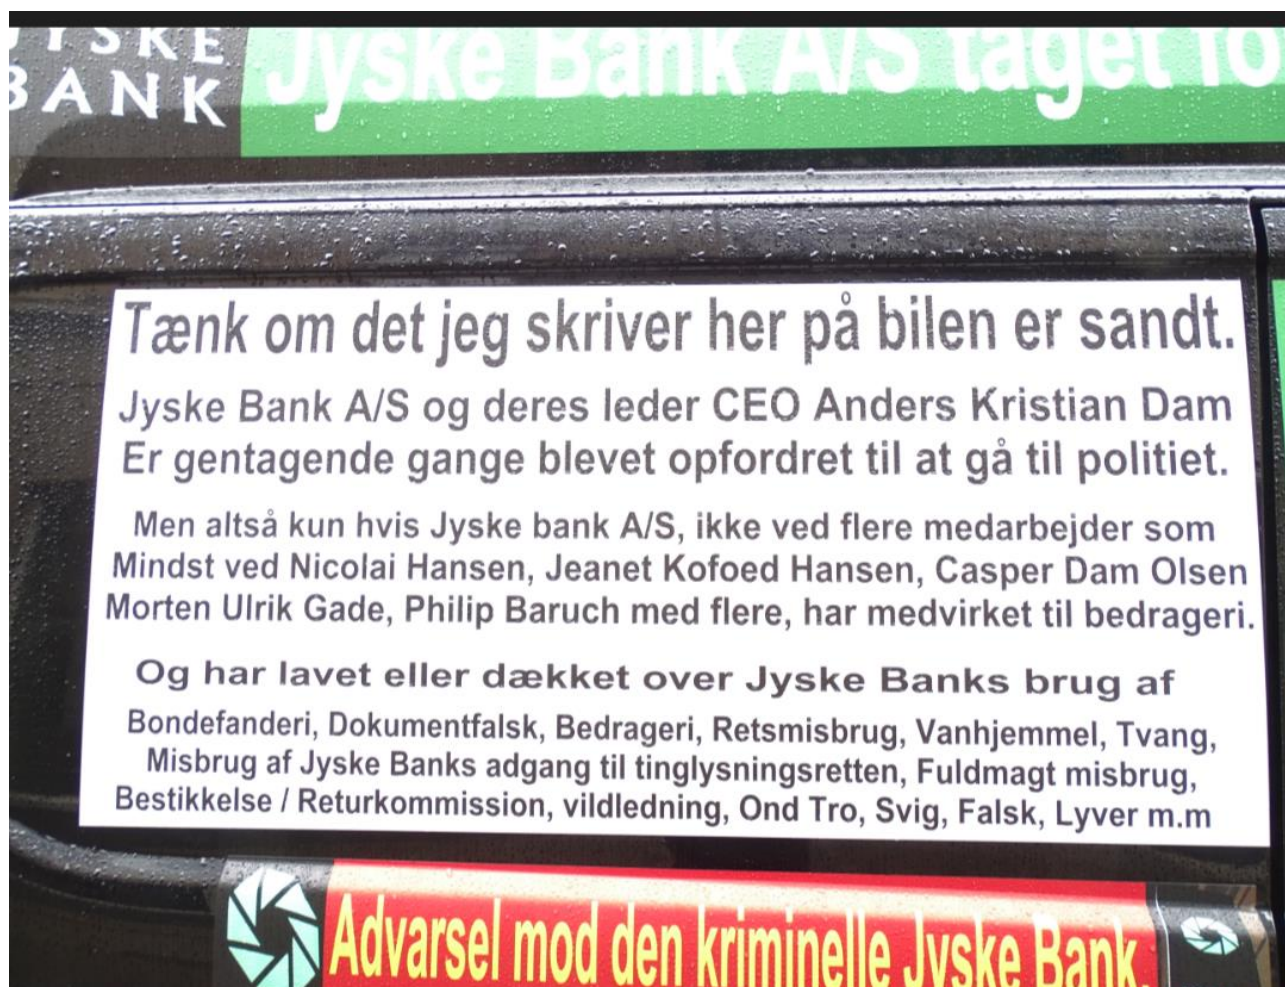 JYSKE
BANK
Jyske Bank A/S taget fo
Tænk om det jeg skriver her på bilen er sandt.
Jyske Bank A/S og deres leder CEO Anders Kristian Dam
Er gentagende gange blevet opfordret til at gå til politiet.
Men altså kun hvis Jyske bank A/S, ikke ved flere medarbejder som
Mindst ved Nicolai Hansen, Jeanet Kofoed Hansen, Casper Dam Olsen
Morten Ulrik Gade, Philip Baruch med flere, har medvirket til bedrageri.
Og har lavet eller dækket over Jyske Banks brug af
Bondefanderi, Dokumentfalsk, Bedrageri, Retsmisbrug, Vanhjemmel, Tvang,
Misbrug af Jyske Banks adgang til tinglysningsretten, Fuldmagt misbrug,
Bestikkelse / Returkommission, vildledning, Ond Tro, Svig, Falsk, Lyver m.m
Advarsel mod den kriminelle Jyske Bank.